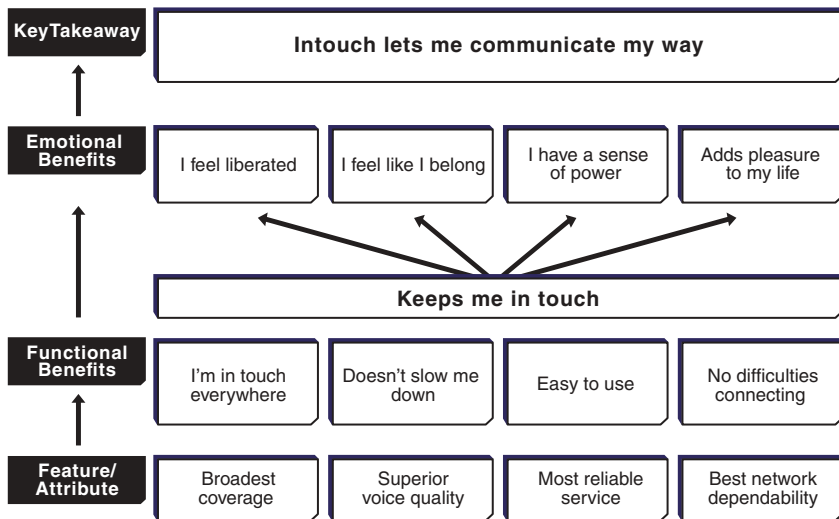 KeyTakeaway
Intouch lets me communicate my way
Emotional
Benefits
I feel liberated
I feel like I belong
I have a sense
of power
Adds pleasure
to my life
Keeps me in touch
Functional
Benefits
I'm in touch
everywhere
Doesn't slow me
down
Easy to use
No difficulties
connecting
Feature/
Attribute
Broadest
coverage
Superior
voice quality
Most reliable
service
Best network
dependability